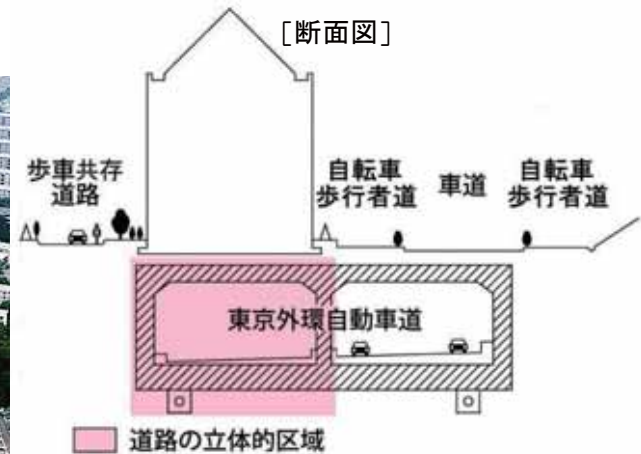 [断面図]
歩車共存
道路
自転車
歩行者道
車道
自転車
歩行者道
東京外環自動車道
道路の立体的区域